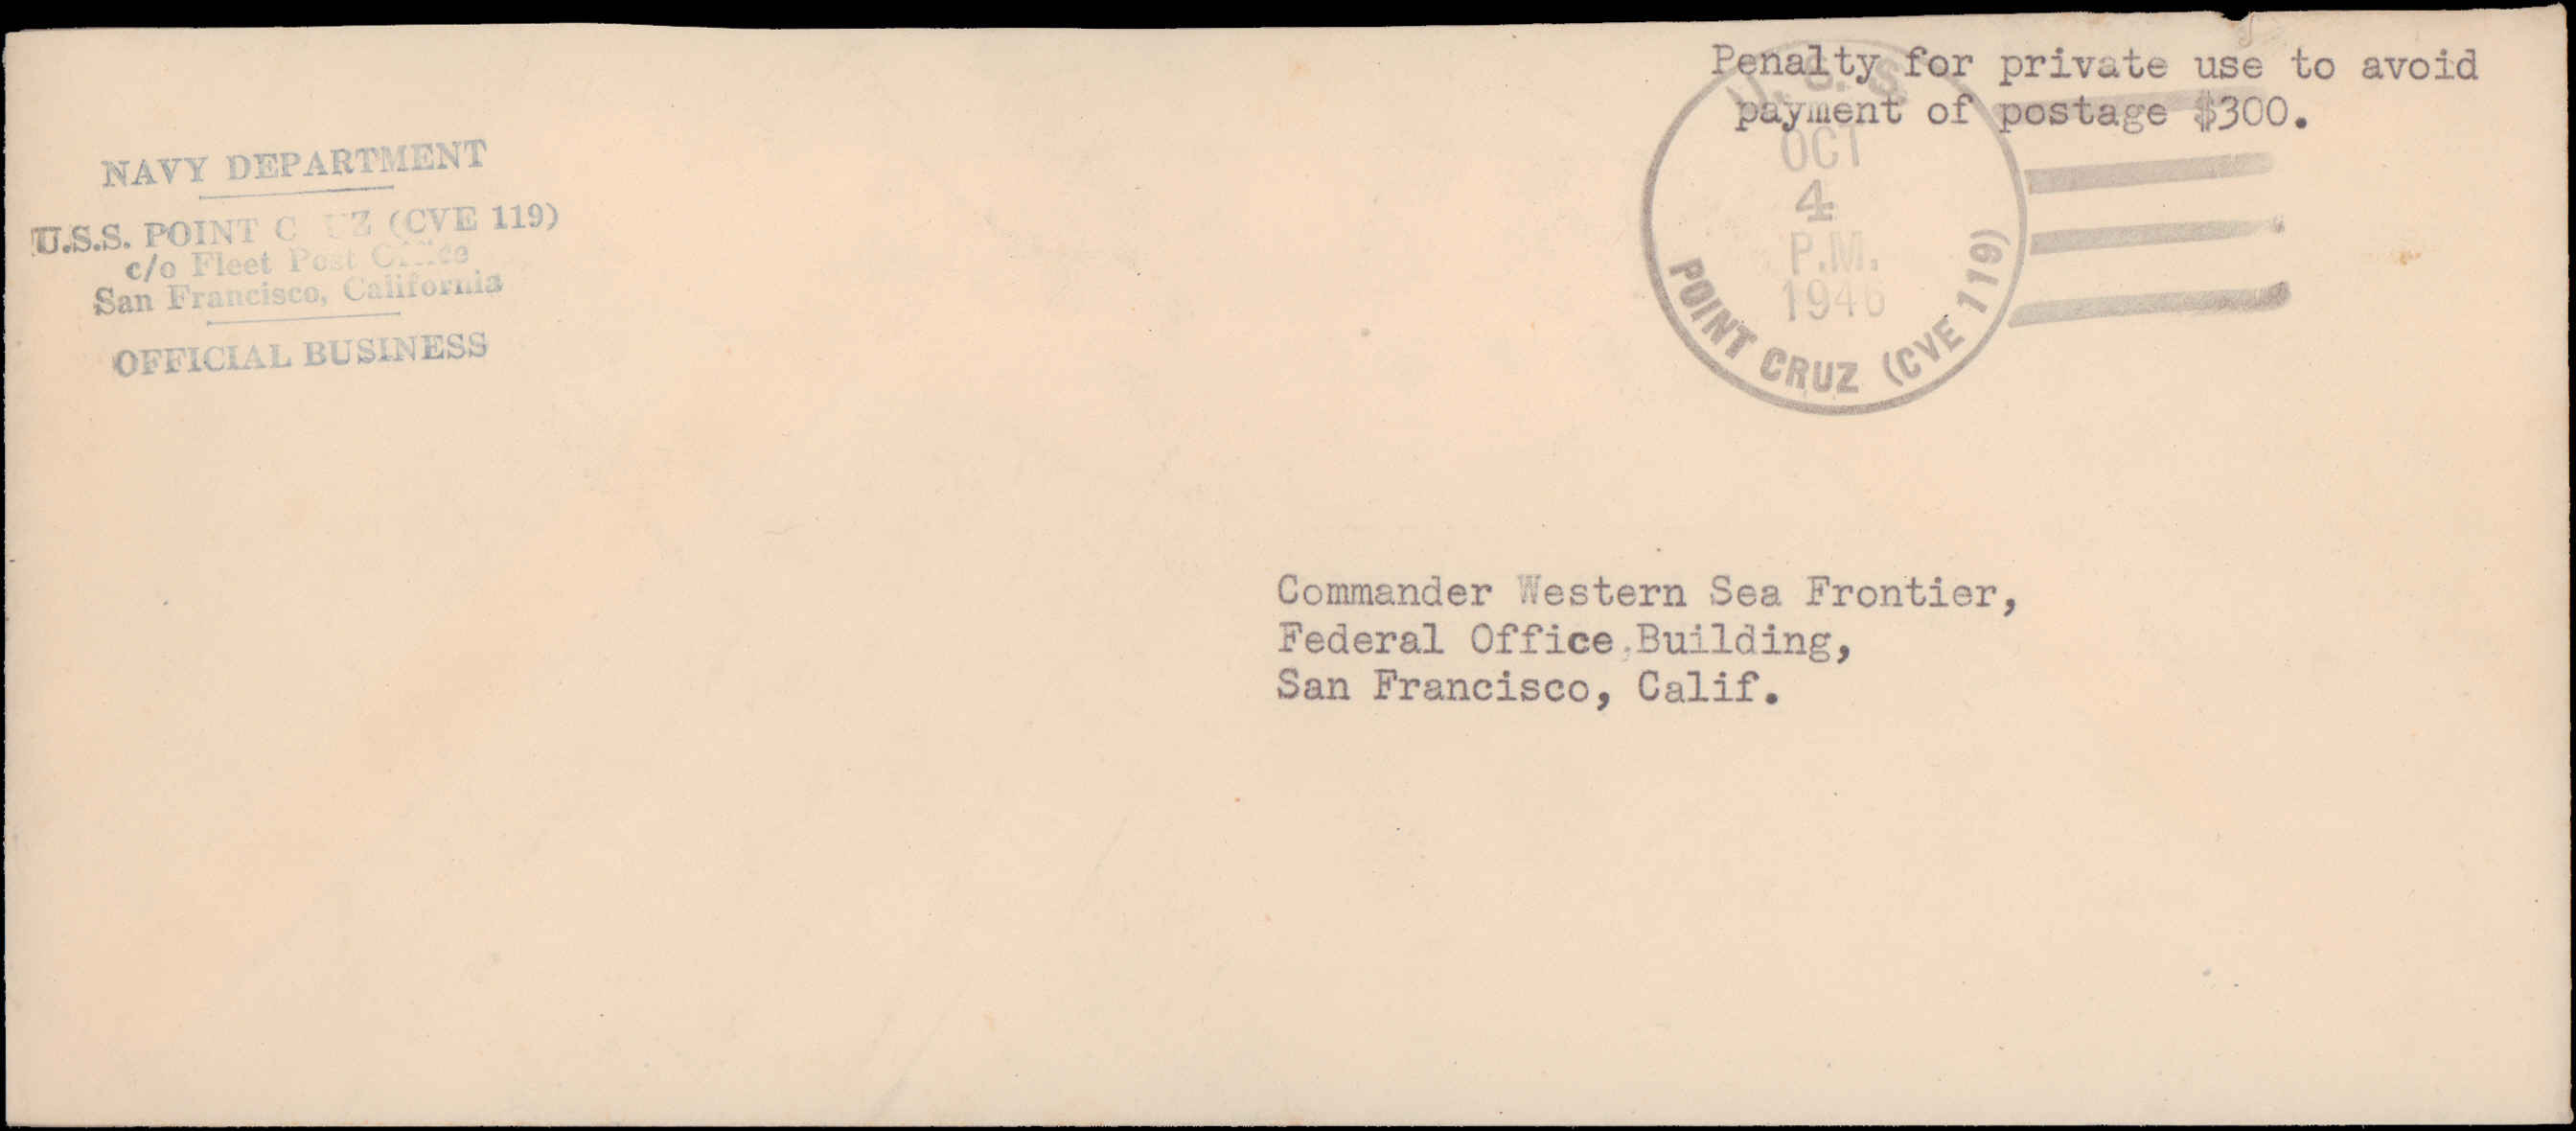 Penalty for private use to avoid
payment of postage $300.
NAVY DEPARTMENT
U.S.S. POINT C UZ (CVE 119)
c/o Fleet Post Office
San Francisco, California
OFFICIAL BUSINESS
U.S.S.
OCT
4
P.M.
1946
POINT CRUZ (CVE 119)
Commander Western Sea Frontier,
Federal Office Building,
San Francisco, Calif.